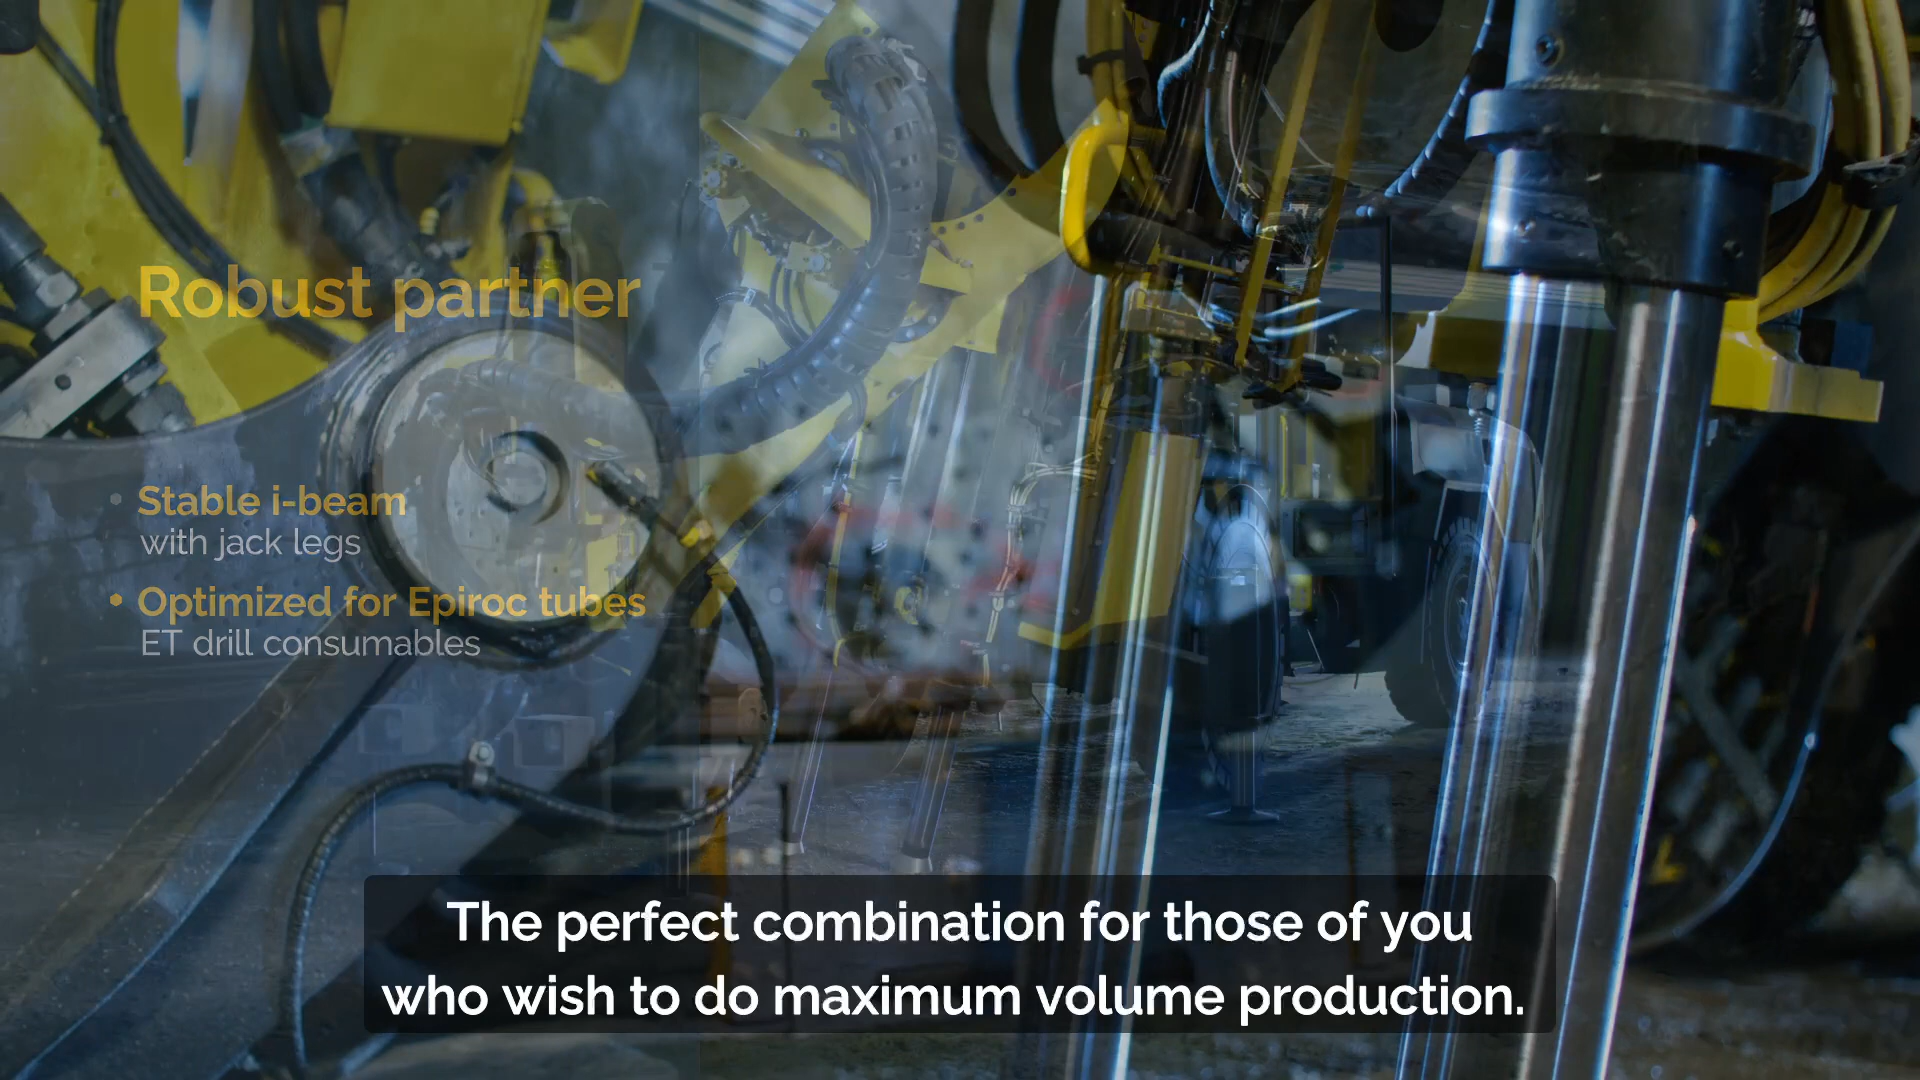 Robust partner
• Stable i-beam
with jack legs
• Optimized for Epiroc tubes
ET drill consumables
The perfect combination for those of you
who wish to do maximum volume production.